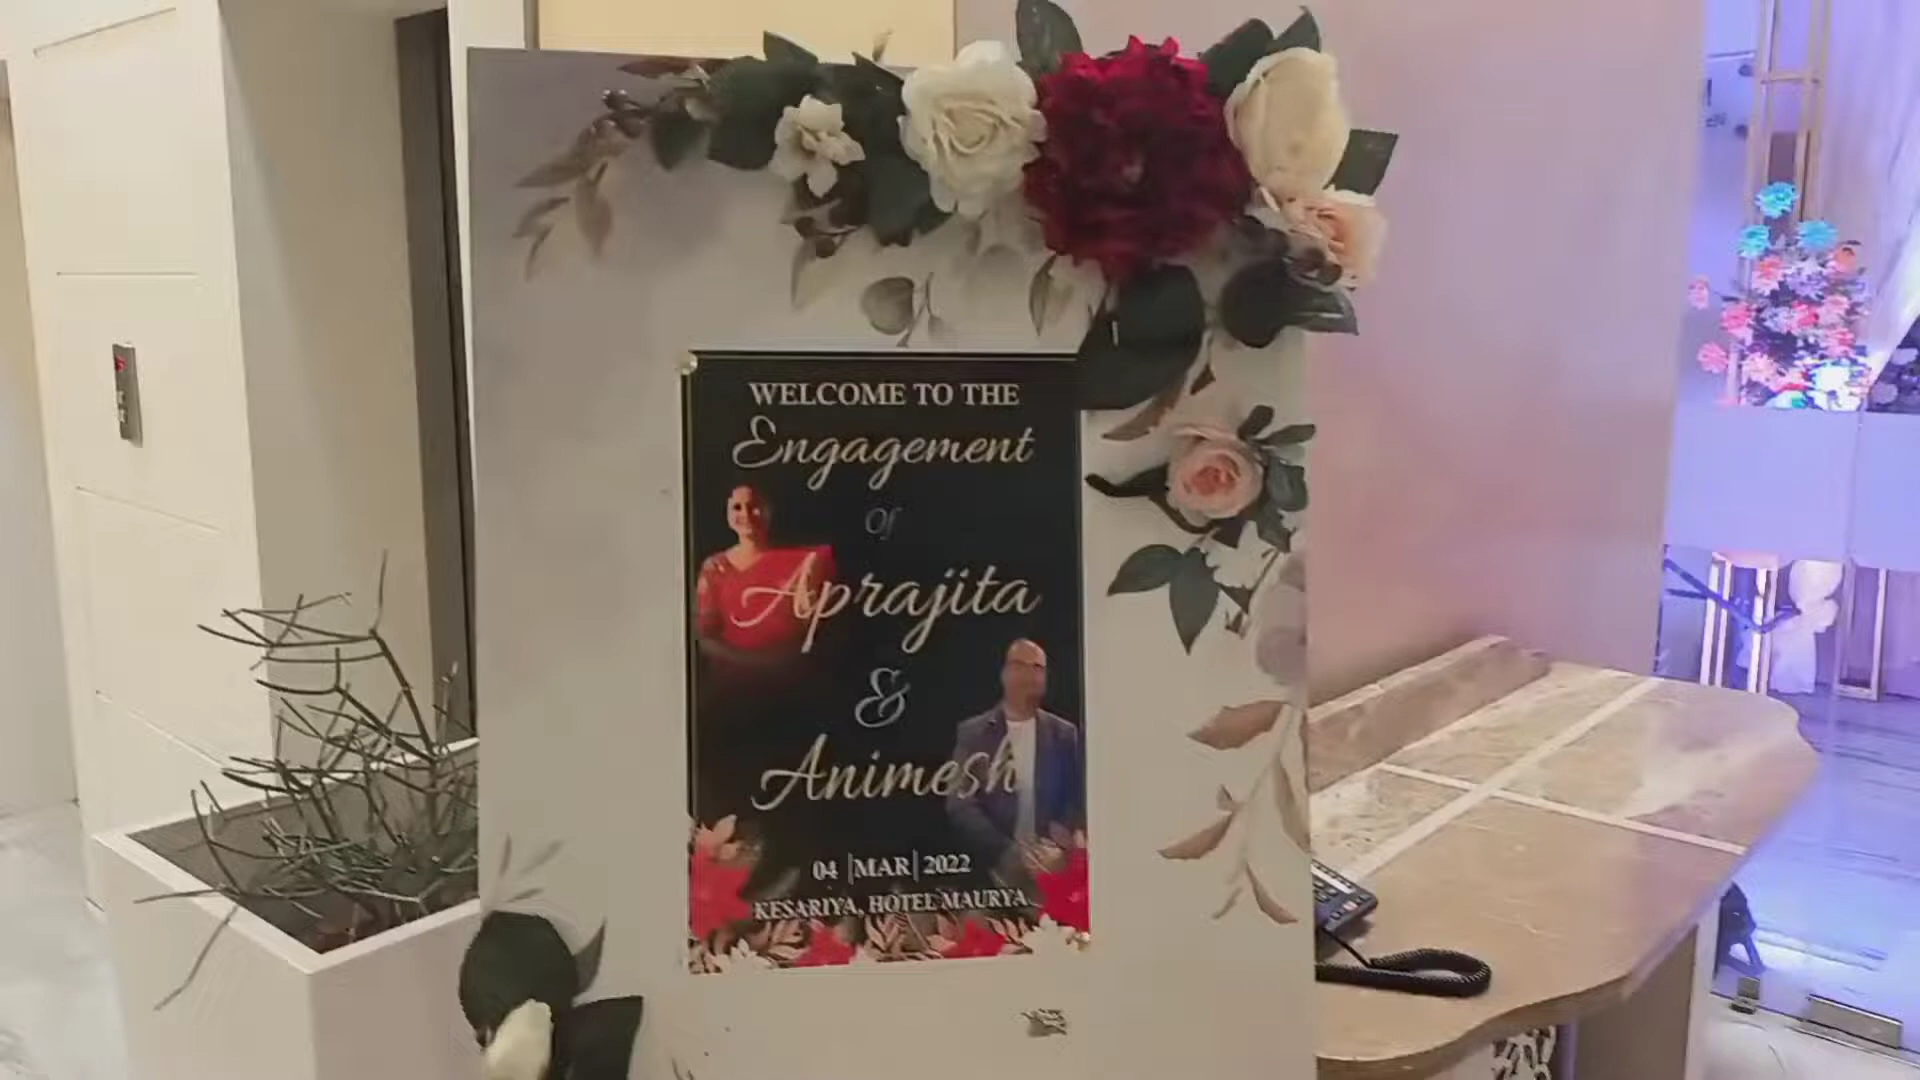 WELCOME TO THE
Engagement
Of
Aprajita
&
Animesh
04 |MAR| 2022
KESARIYA, HOTEL MAURYA